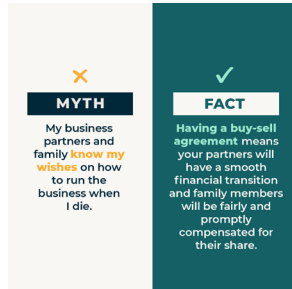 MYTH
My business
partners and
family know my
wishes on how
to run the
business when
I die.
FACT
Having a buy-sell
agreement means
your partners will
have a smooth
financial transition
and family members
will be fairly and
promptly
compensated for
their share.